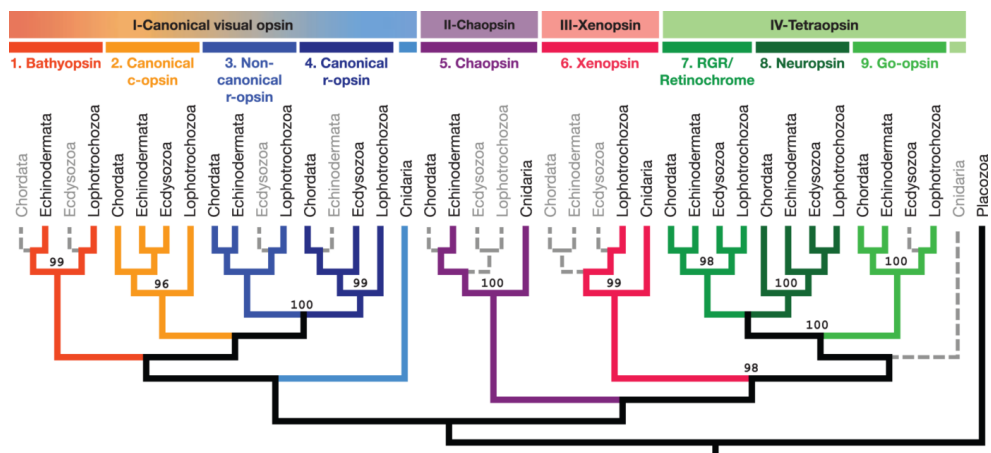 I-Canonical visual opsin
II-Chaopsin
III-Xenopsin
IV-Tetraopsin
1. Bathyopsin
2. Canonical
c-opsin
3. Non-
canonical
r-opsin
4. Canonical
r-opsin
5. Chaopsin
6. Xenopsin
7. RGR/
Retinochrome
8. Neuropsin
9. Go-opsin
Chordata
Echinodermata
Ecdysozoa
Lophotrochozoa
Chordata
Echinodermata
Ecdysozoa
Lophotrochozoa
Chordata
Echinodermata
Ecdysozoa
Lophotrochozoa
Chordata
Echinodermata
Ecdysozoa
Lophotrochozoa
Cnidaria
Chordata
Echinodermata
Ecdysozoa
Lophotrochozoa
Cnidaria
Chordata
Echinodermata
Ecdysozoa
Lophotrochozoa
Cnidaria
Chordata
Echinodermata
Ecdysozoa
Lophotrochozoa
Chordata
Echinodermata
Ecdysozoa
Lophotrochozoa
Chordata
Echinodermata
Ecdysozoa
Lophotrochozoa
Cnidaria
Placozoa
99
96
100
99
100
99
98
100
100
100
98